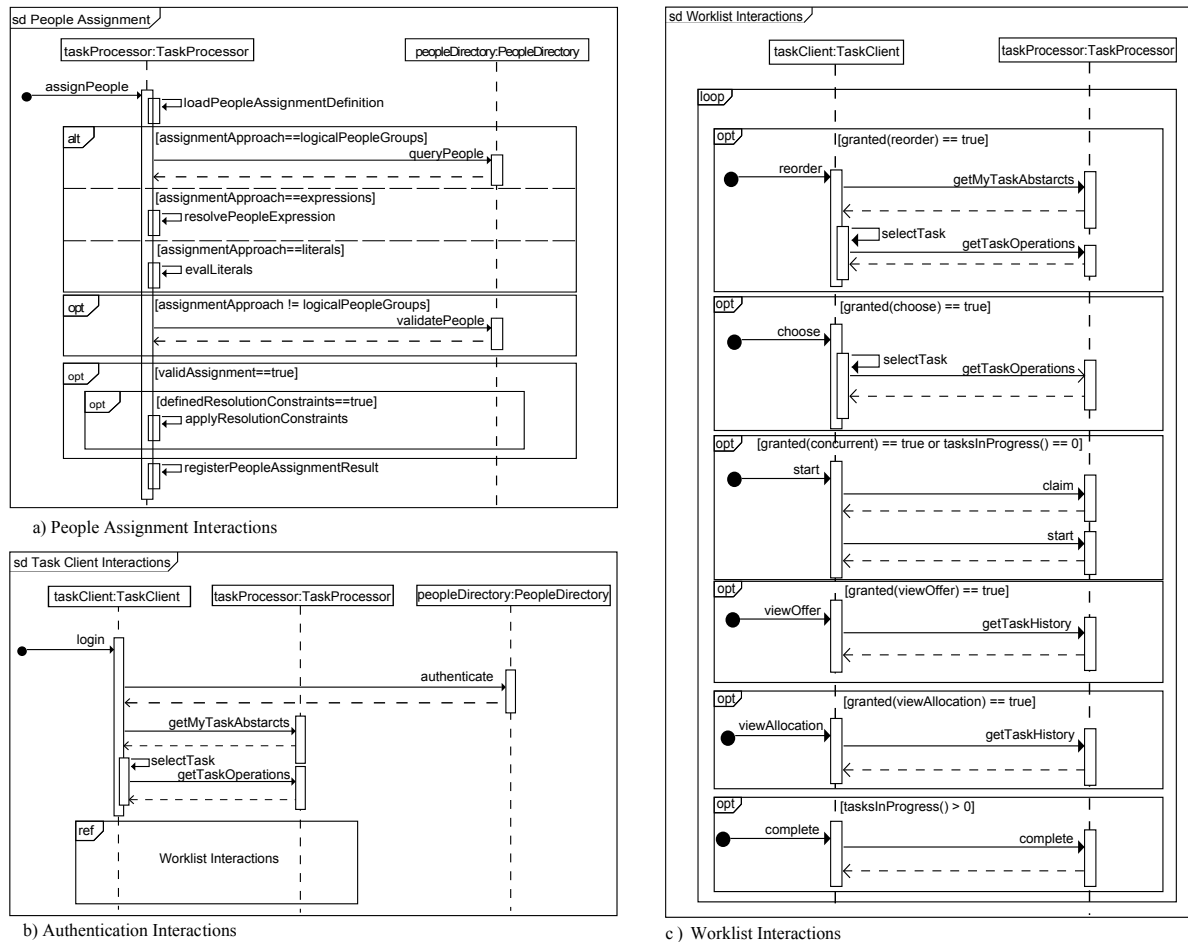 sd People Assignment
taskProcessor:TaskProcessor
peopleDirectory:PeopleDirectory
assignPeople
loadPeopleAssignmentDefinition
alt
[assignmentApproach==logicalPeopleGroups]
queryPeople
[assignmentApproach==expressions]
resolvePeopleExpression
[assignmentApproach==literals]
evalLiterals
opt
[assignmentApproach != logicalPeopleGroups]
validatePeople
opt
[validAssignment==true]
opt
[definedResolutionConstraints==true]
applyResolutionConstraints
registerPeopleAssignmentResult
a) People Assignment Interactions
sd Task Client Interactions
taskClient:TaskClient
taskProcessor:TaskProcessor
peopleDirectory:PeopleDirectory
login
authenticate
getMyTaskAbstarcts
selectTask
getTaskOperations
ref
Worklist Interactions
b) Authentication Interactions
sd Worklist Interactions
taskClient:TaskClient
taskProcessor:TaskProcessor
loop
opt
[granted(reorder) == true]
reorder
getMyTaskAbstarcts
selectTask
getTaskOperations
opt
[granted(choose) == true]
choose
selectTask
getTaskOperations
opt
[granted(concurrent) == true or tasksInProgress() == 0]
start
claim
start
opt
[granted(viewOffer) == true]
viewOffer
getTaskHistory
opt
[granted(viewAllocation) == true]
viewAllocation
getTaskHistory
opt
[tasksInProgress() > 0]
complete
complete
c ) Worklist Interactions